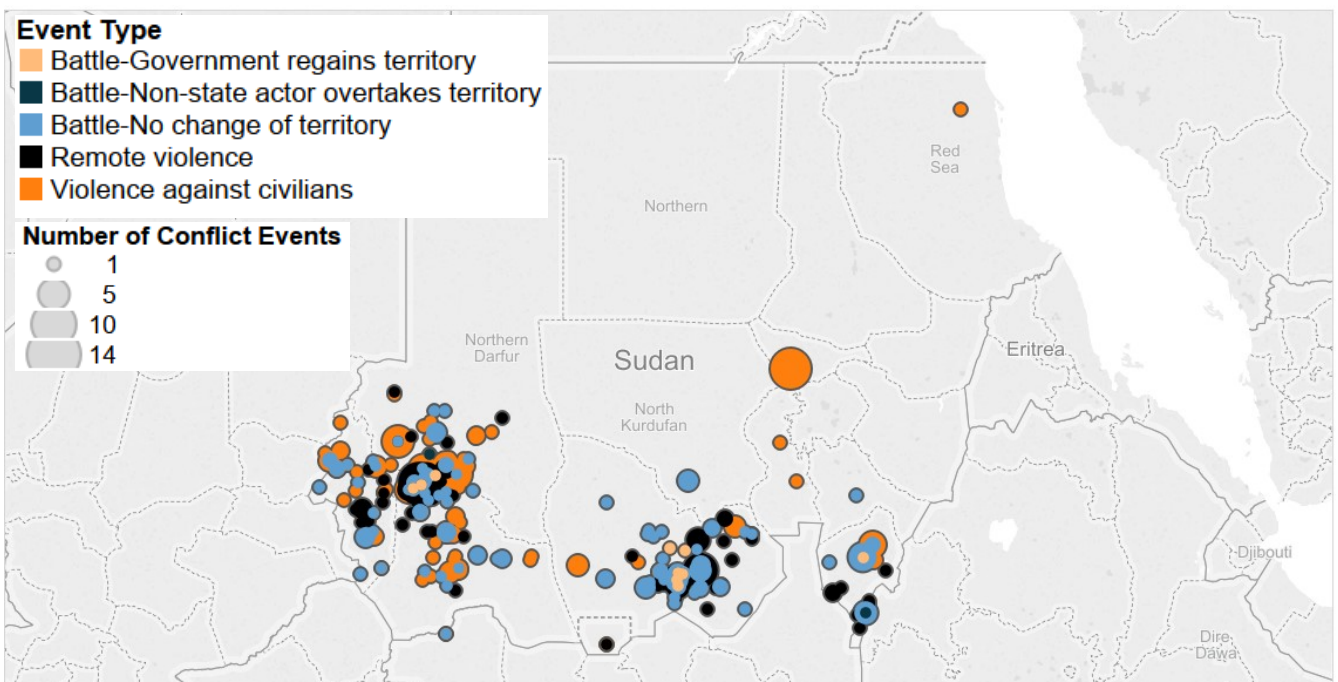 Event Type
Battle-Government regains territory
Battle-Non-state actor overtakes territory
Battle-No change of territory
Remote violence
Violence against civilians
Number of Conflict Events
1
5
10
14
Red
Sea
Northern
Northern
Darfur
Sudan
Eritrea
North
Kurdufan
Djibouti
Dire
Dawa